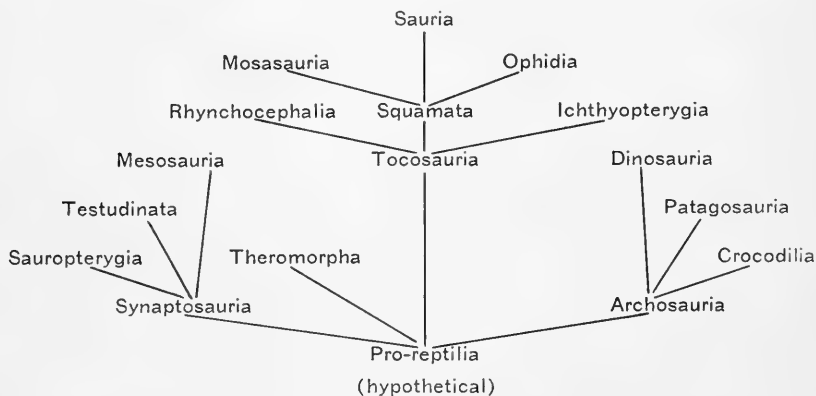 Sauria
Mosasauria Ophidia
Rhynchocephalia Squamata Ichthyopterygia
Mesosauria Tocosauria Dinosauria
Testudinata Patagosauria
Sauropterygia Theromorpha Crocodilia
Synaptosauria Archosauria
Pro-reptilia
(hypothetical)